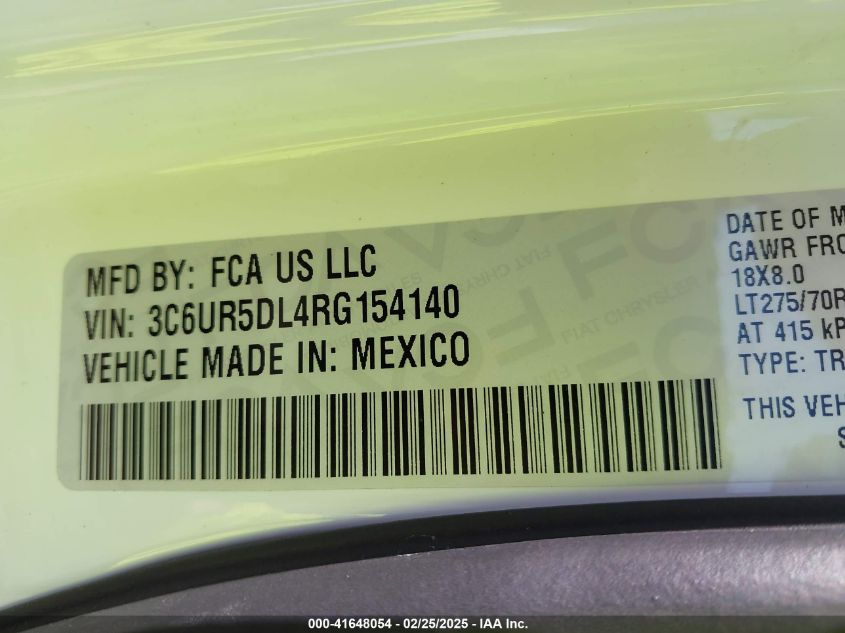 MFD BY: FCA US LLC
VIN: 3C6UR5DL4RG154140
VEHICLE MADE IN: MEXICO
DATE OF M
GAWR FRO
18X8.0
LT275/70R
AT 415 kP
TYPE: TR
THIS VEH
S
000-41648054 - 02/25/2025 - IAA Inc.